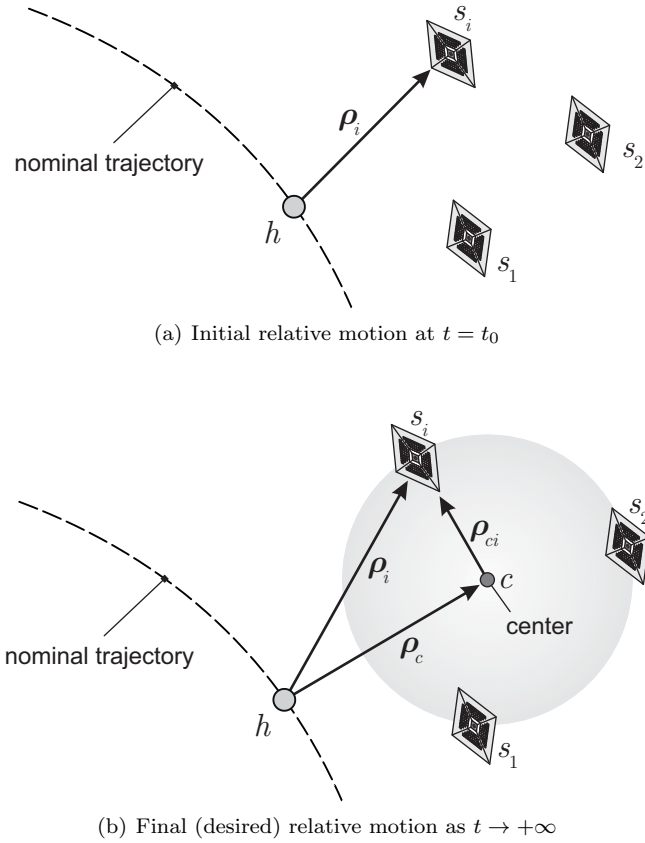 s_i
ρ_i
s_2
nominal trajectory
h
s_1
(a) Initial relative motion at t = t_0
s_i
s_2
ρ_ci
ρ_i
c
center
nominal trajectory
ρ_c
h
s_1
(b) Final (desired) relative motion as t → +∞